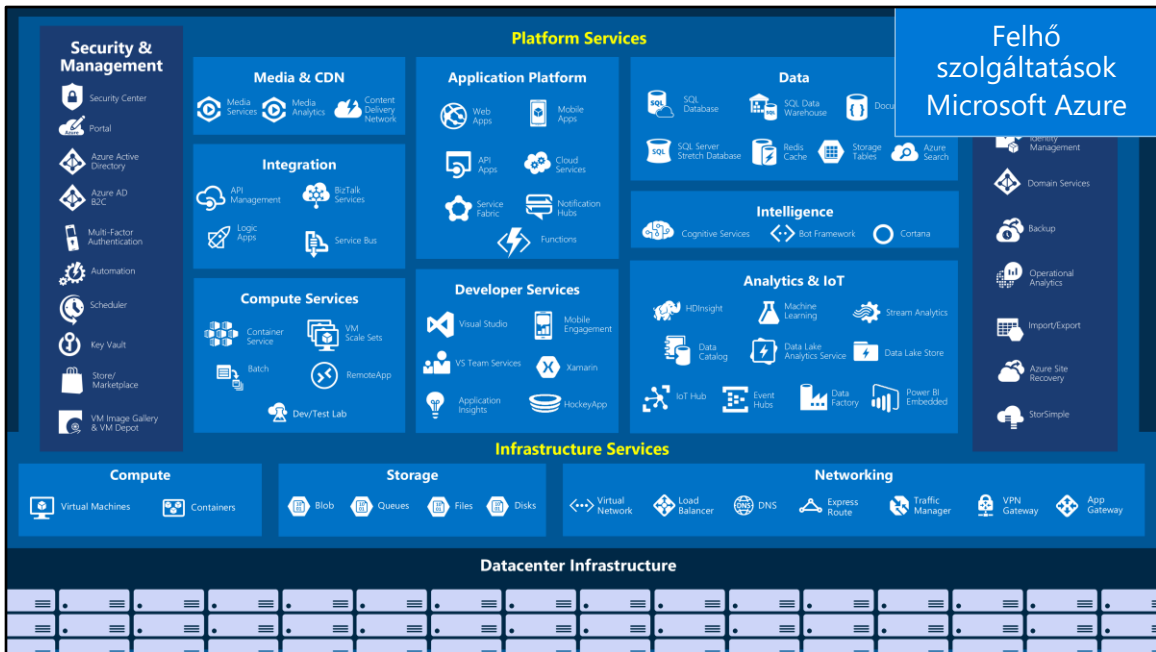 Felhő
szolgáltatások
Microsoft Azure
Platform Services
Security &
Management
Security Center
Portal
Azure
Azure Active
Directory
Azure AD
B2C
Multi-Factor
Authentication
Automation
Scheduler
Key Vault
Store/
Marketplace
VM Image Gallery
& VM Depot
Media & CDN
Media
Services
Media
Analytics
Content
Delivery
Network
Integration
API
Management
BizTalk
Services
Logic
Apps
Service Bus
Compute Services
Container
Service
VM
Scale Sets
Batch
RemoteApp
Dev/Test Lab
Application Platform
Web
Apps
Mobile
Apps
API
Apps
Cloud
Services
Service
Fabric
Notification
Hubs
Functions
Developer Services
Visual Studio
Mobile
Engagement
VS Team Services
Xamarin
Application
Insights
HockeyApp
Data
SQL
SQL
Database
SQL
SQL Data
Warehouse
SQL
SQL Server
Stretch Database
Redis
Cache
Storage
Tables
Azure
Search
Intelligence
Cognitive Services
Bot Framework
Cortana
Analytics & IoT
HDInsight
Machine
Learning
Stream Analytics
Data
Catalog
Data Lake
Analytics Service
Data Lake Store
IoT Hub
Event
Hubs
Data
Factory
Power BI
Embedded
Management
Domain Services
Backup
Operational
Analytics
Import/Export
Azure Site
Recovery
StorSimple
Infrastructure Services
Compute
Virtual Machines
Containers
Storage
Blob
Queues
Files
Disks
Networking
Virtual
Network
Load
Balancer
DNS
DNS
Express
Route
Traffic
Manager
VPN
Gateway
App
Gateway
Datacenter Infrastructure